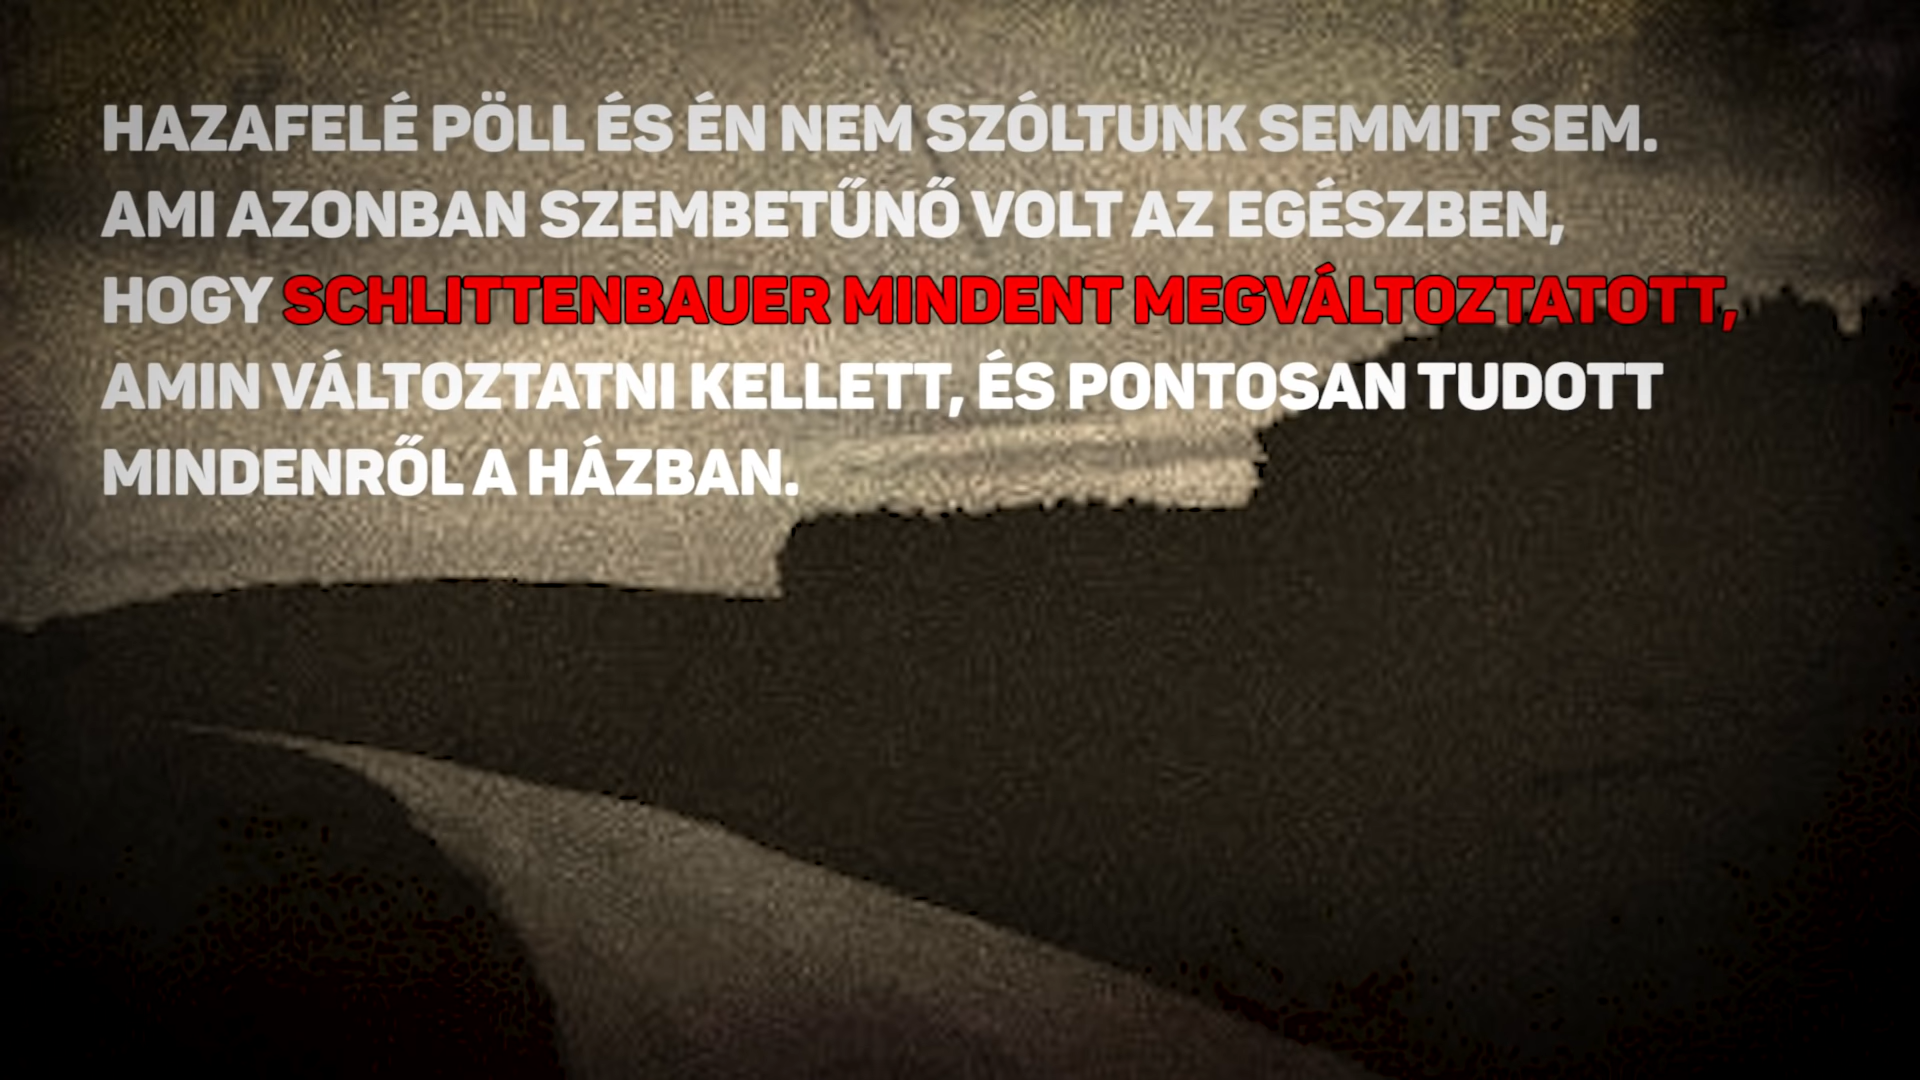 HAZAFELÉ PÖLL ÉS ÉN NEM SZÓLTUNK SEMMIT SEM.
AMI AZONBAN SZEMBETŰNŐ VOLT AZ EGÉSZBEN,
HOGY SCHLITTENBAUER MINDENT MEGVÁLTOZTATOTT,
AMIN VÁLTOZTATNI KELLETT, ÉS PONTOSAN TUDOTT
MINDENRŐL A HÁZBAN.